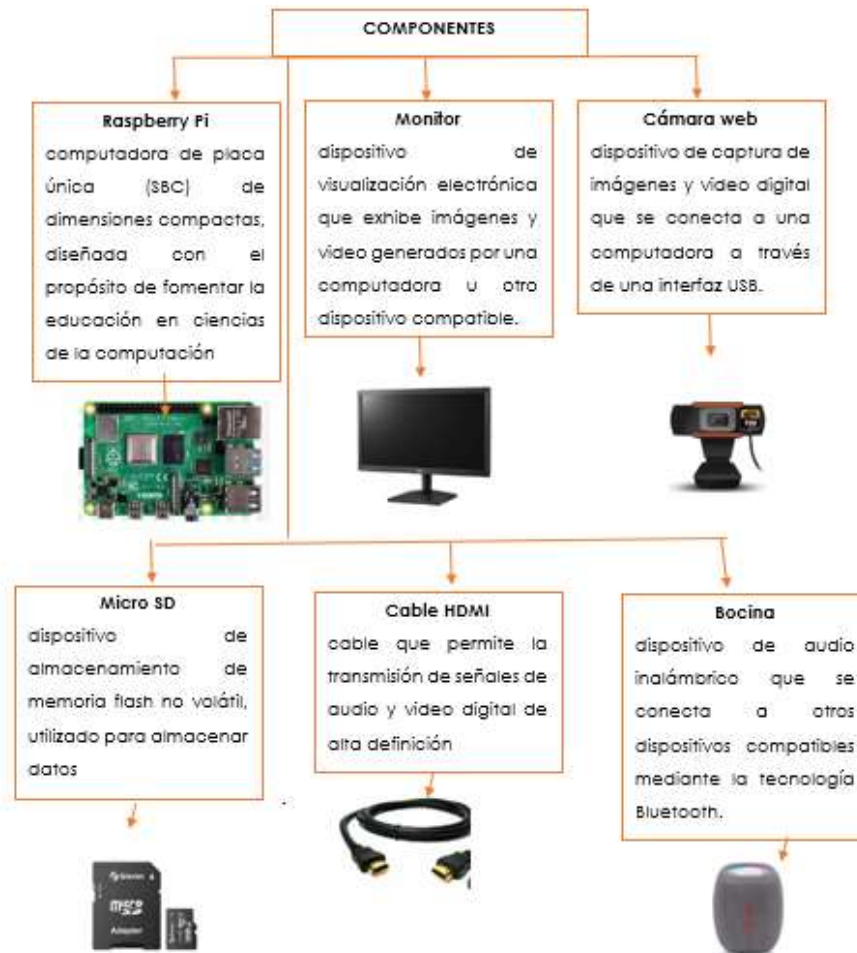 COMPONENTES
Raspberry Pi
computadora de placa
única (SBC) de
dimensiones compactas,
diseñada con el
propósito de fomentar la
educación en ciencias
de la computación
Monitor
dispositivo de
visualización electrónica
que exhibe imágenes y
video generados por una
computadora u otro
dispositivo compatible.
Cámara web
dispositivo de captura de
imágenes y video digital
que se conecta a una
computadora a través
de una interfaz USB.
Micro SD
dispositivo de
almacenamiento de
memoria flash no volátil,
utilizado para almacenar
datos
Cable HDMI
cable que permite la
transmisión de señales de
audio y video digital de
alta definición
Bocina
dispositivo de audio
inalámbrico que se
conecta a otros
dispositivos compatibles
mediante la tecnología
Bluetooth.
Adapter